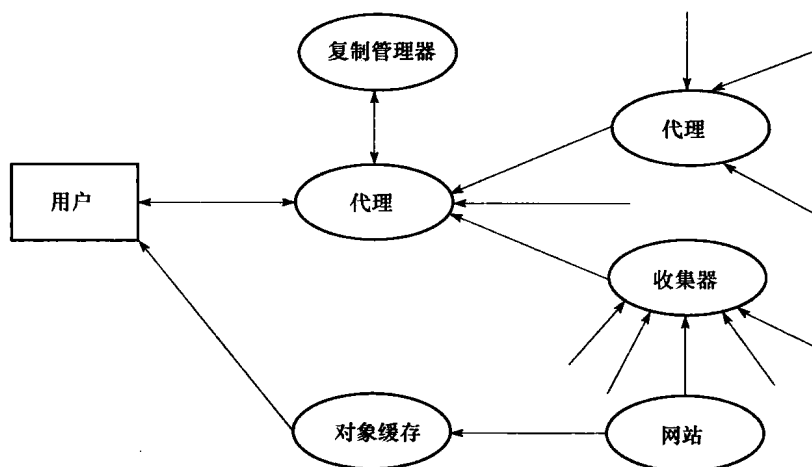 复制管理器
代理
用户
代理
收集器
对象缓存
网站